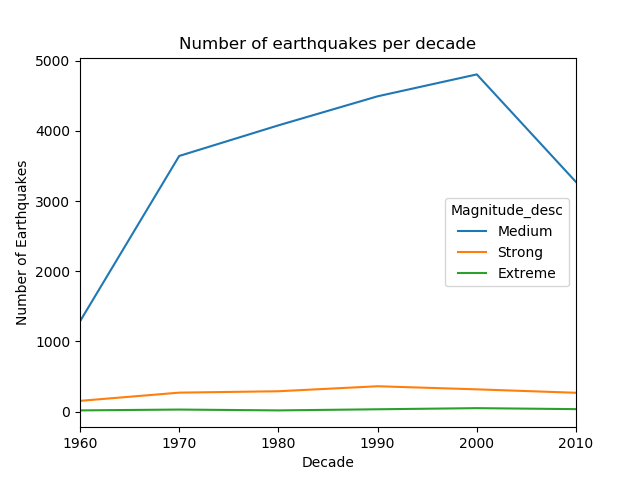 Number of earthquakes per decade
Number of Earthquakes
5000
4000
3000
2000
1000
0
Magnitude_desc
Medium
Strong
Extreme
1960 1970 1980 1990 2000 2010
Decade